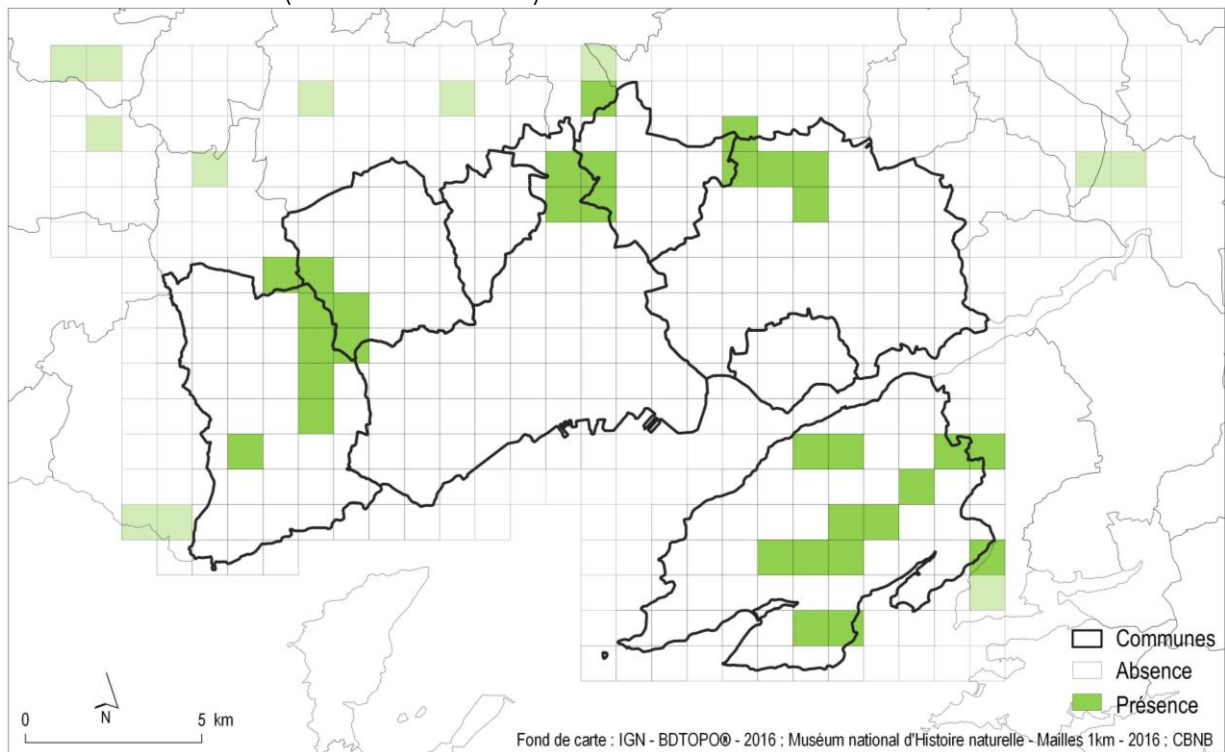 Communes
Absence
Présence
N
0 5 km
Fond de carte : IGN - BDTOPO® - 2016 ; Muséum national d'Histoire naturelle - Mailles 1km - 2016 ; CBNB